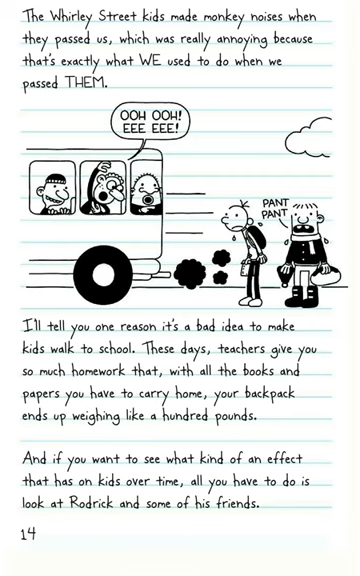 The Whirley Street kids made monkey noises when
they passed us, which was really annoying because
that's exactly what WE used to do when we
passed THEM.
OOH OOH!
EEE EEE!
PANT
PANT
I'll tell you one reason it's a bad idea to make
kids walk to school. These days, teachers give you
so much homework that, with all the books and
papers you have to carry home, your backpack
ends up weighing like a hundred pounds.
And if you want to see what kind of an effect
that has on kids over time, all you have to do is
look at Rodrick and some of his friends.
14